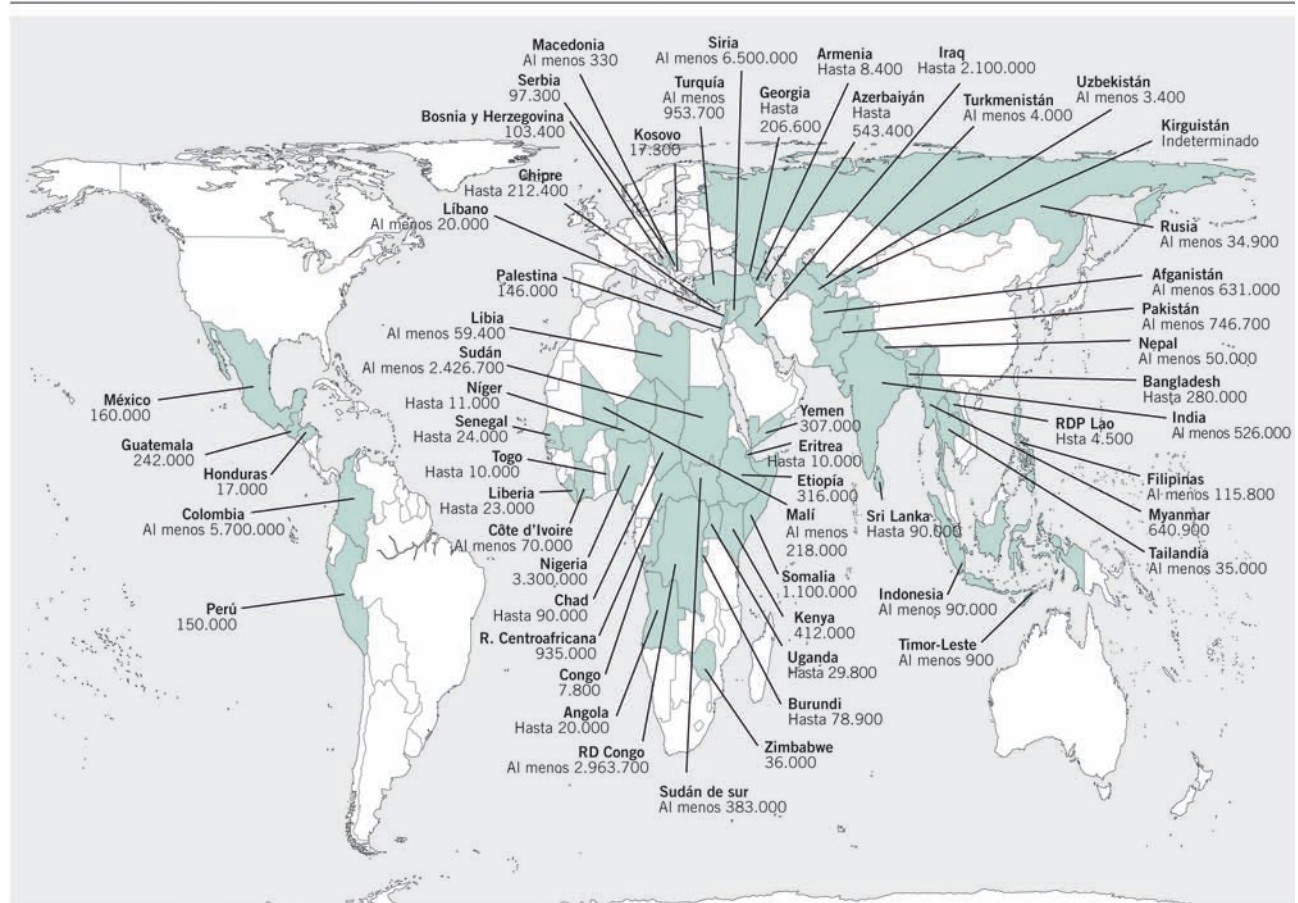 Macedonia
Al menos 330
Serbia
97.300
Bosnia y Herzegovina
103.400
Kosovo
17.300
Siria
Al menos 6.500.000
Turquía
Al menos
953.700
Georgia
Hasta
206.600
Armenia
Hasta 8.400
Azerbaiyán
Hasta
543.400
Iraq
Hasta 2.100.000
Turkmenistán
Al menos 4.000
Uzbekistán
Al menos 3.400
Kirguistán
Indeterminado
Chipre
Hasta 212.400
Líbano
Al menos 20.000
Palestina
146.000
Libia
Al menos 59.400
Sudán
Al menos 2.426.700
Níger
Hasta 11.000
Senegal
Hasta 24.000
Togo
Hasta 10.000
Liberia
Hasta 23.000
Côte d'Ivoire
Al menos 70.000
Nigeria
3.300.000
Chad
Hasta 90.000
R. Centroafricana
935.000
Congo
7.800
Angola
Hasta 20.000
RD Congo
Al menos 2.963.700
Sudán de sur
Al menos 383.000
México
160.000
Guatemala
242.000
Honduras
17.000
Colombia
Al menos 5.700.000
Perú
150.000
Yemen
307.000
Eritrea
Hasta 10.000
Etiopía
316.000
Malí
Al menos
218.000
Somalia
1.100.000
Kenya
412.000
Uganda
Hasta 29.800
Burundi
Hasta 78.900
Zimbabwe
36.000
Rusia
Al menos 34.900
Afganistán
Al menos 631.000
Pakistán
Al menos 746.700
Nepal
Al menos 50.000
Bangladesh
Hasta 280.000
India
Al menos 526.000
RDP Lao
Hsta 4.500
Filipinas
Al menos 115.800
Myanmar
640.900
Tailandia
Al menos 35.000
Sri Lanka
Hasta 90.000
Indonesia
Al menos 90.000
Timor-Leste
Al menos 900